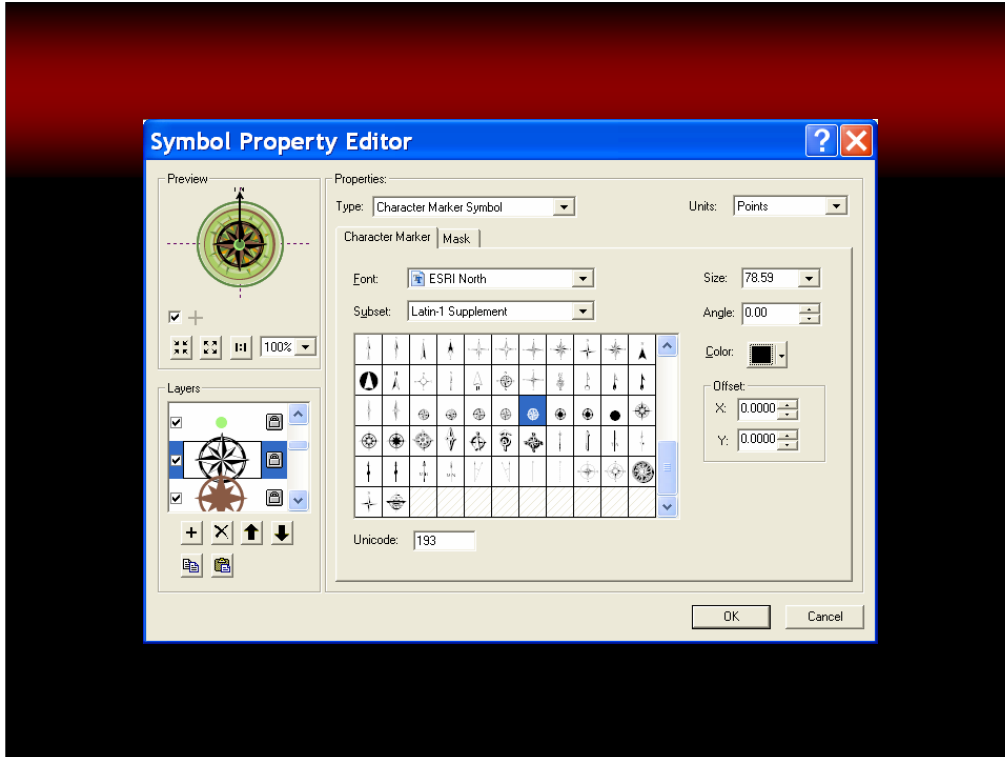 Symbol Property Editor
Preview
Properties:
Type: Character Marker Symbol
Units: Points
Character Marker
Mask
Font: ESRI North
Size: 78.59
Subset: Latin-1 Supplement
Angle: 0.00
1:1
100%
Color:
Layers
Offset:
X: 0.0000
Y: 0.0000
Unicode: 193
OK
Cancel